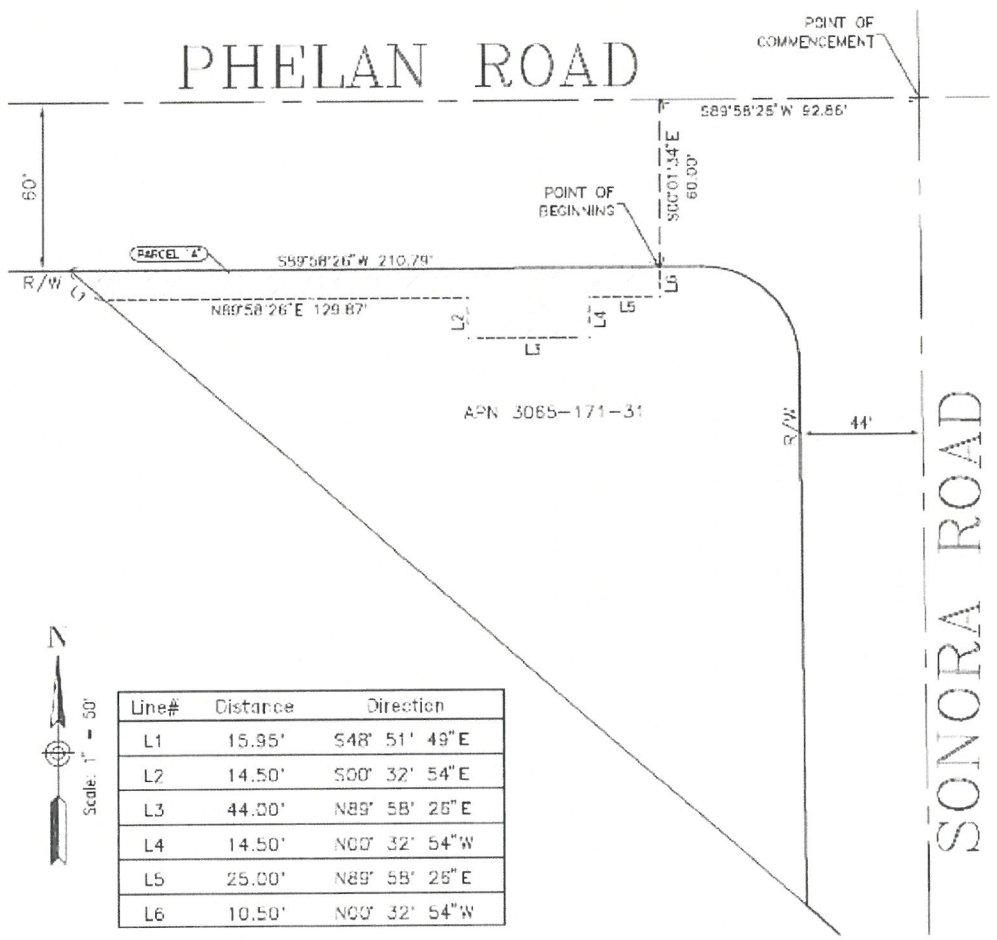 POINT OF
COMMENCEMENT
PHELAN ROAD
S89°58'26"W 92.86'
60'
S00°01'34"E
60.00'
POINT OF
BEGINNING
PARCEL "A"
S89°58'26"W 210.79'
R/W
L1
N89°58'26"E 129.87'
L2
L3
L4
L5
L6
APN 3065-171-31
R/W
44'
SONORA ROAD
N
Scale: 1" = 50'
Line# Distance Direction
L1 15.95' S48° 51' 49"E
L2 14.50' S00° 32' 54"E
L3 44.00' N89° 58' 26"E
L4 14.50' N00° 32' 54"W
L5 25.00' N89° 58' 26"E
L6 10.50' N00° 32' 54"W